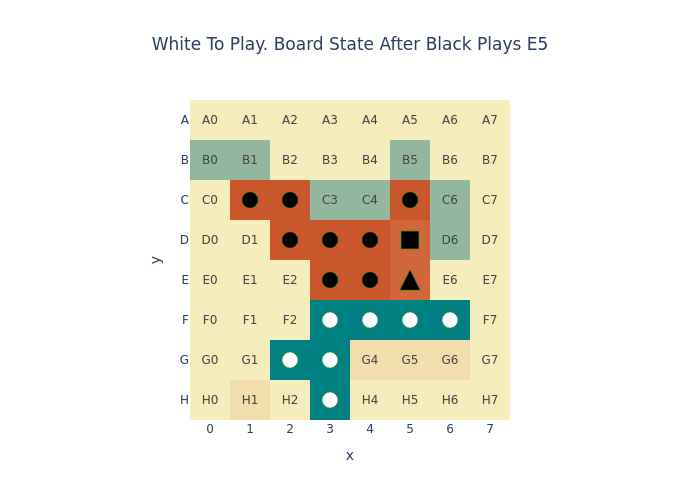 White To Play. Board State After Black Plays E5
A A0 A1 A2 A3 A4 A5 A6 A7
B B0 B1 B2 B3 B4 B5 B6 B7
C C0 C3 C4 C6 C7
D D0 D1 D6 D7
y
E E0 E1 E2 E6 E7
F F0 F1 F2 F7
G G0 G1 G4 G5 G6 G7
H H0 H1 H2 H4 H5 H6 H7
0 1 2 3 4 5 6 7
x